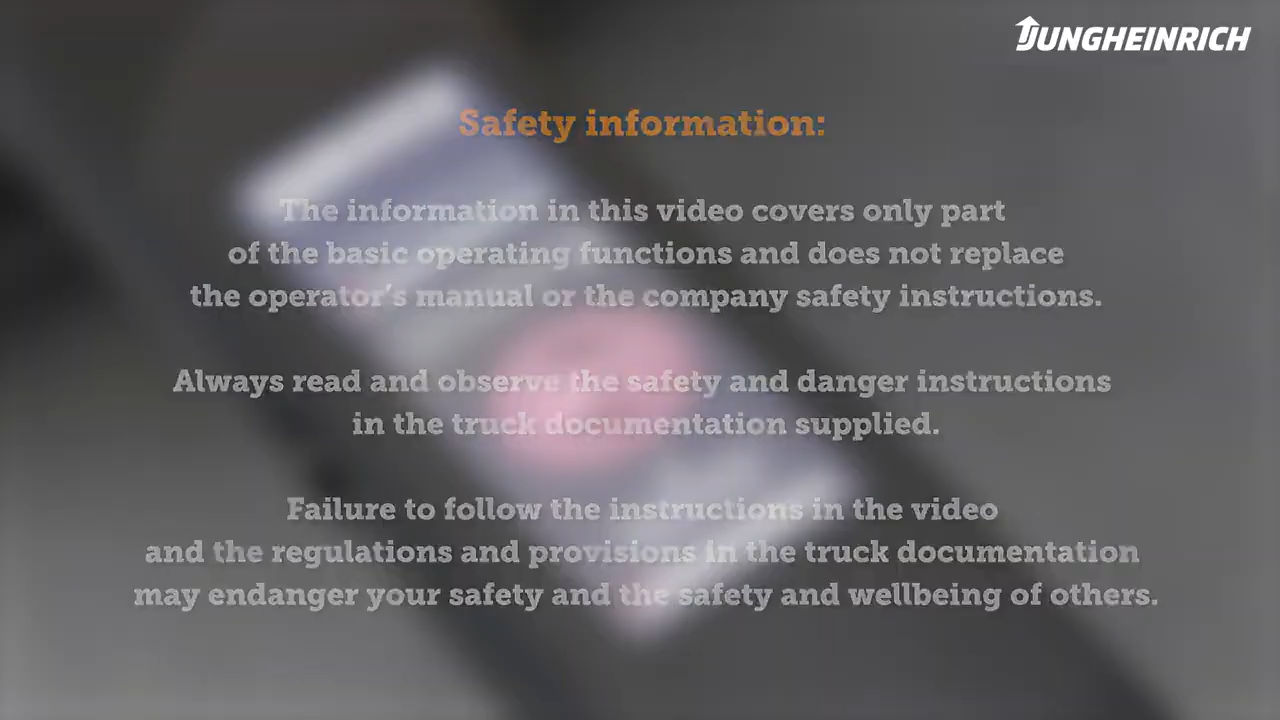 JUNGHEINRICH
Safety information:
The information in this video covers only part
of the basic operating functions and does not replace
the operator’s manual or the company safety instructions.
Always read and observe the safety and danger instructions
in the truck documentation supplied.
Failure to follow the instructions in the video
and the regulations and provisions in the truck documentation
may endanger your safety and the safety and wellbeing of others.